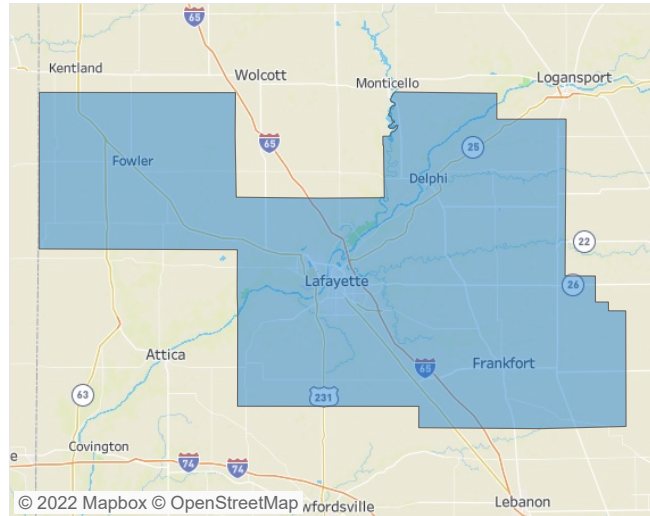 65
Kentland
Wolcott
Monticello
Logansport
65
25
Fowler
Delphi
22
Lafayette
26
Attica
Frankfort
65
63
231
Covington
e
74
74
© 2022 Mapbox © OpenStreetMap
wfordsville
Lebanon